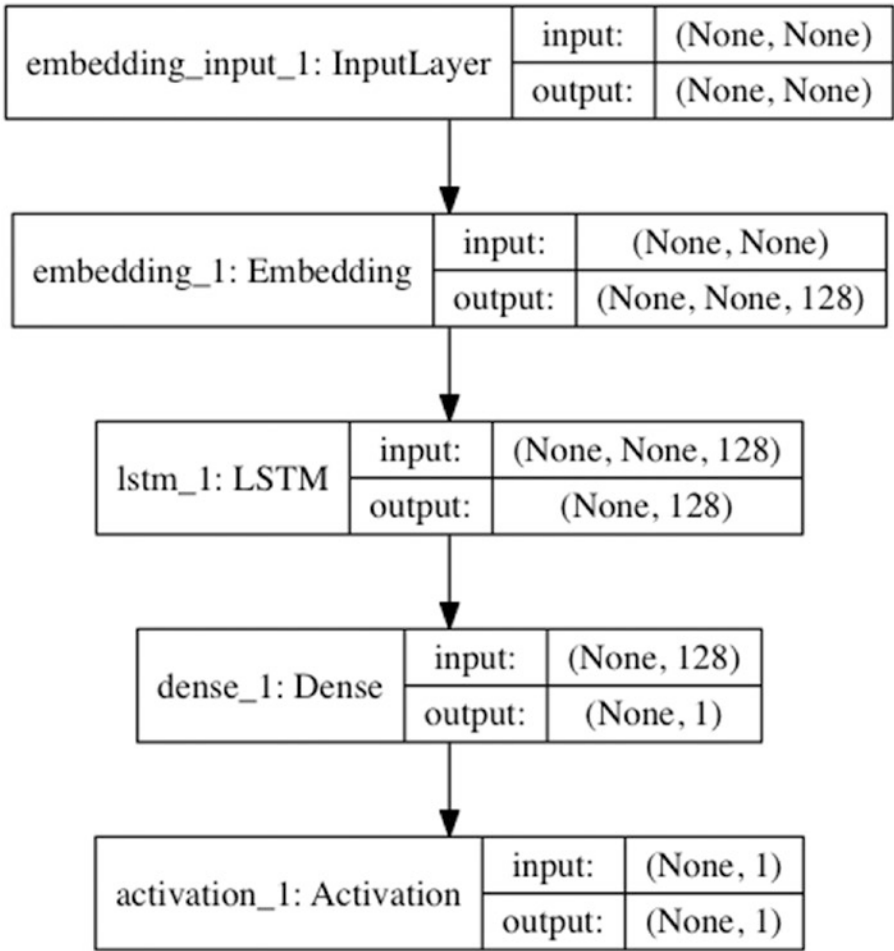 embedding_input_1: InputLayer
input: (None, None)
output: (None, None)
embedding_1: Embedding
input: (None, None)
output: (None, None, 128)
lstm_1: LSTM
input: (None, None, 128)
output: (None, 128)
dense_1: Dense
input: (None, 128)
output: (None, 1)
activation_1: Activation
input: (None, 1)
output: (None, 1)